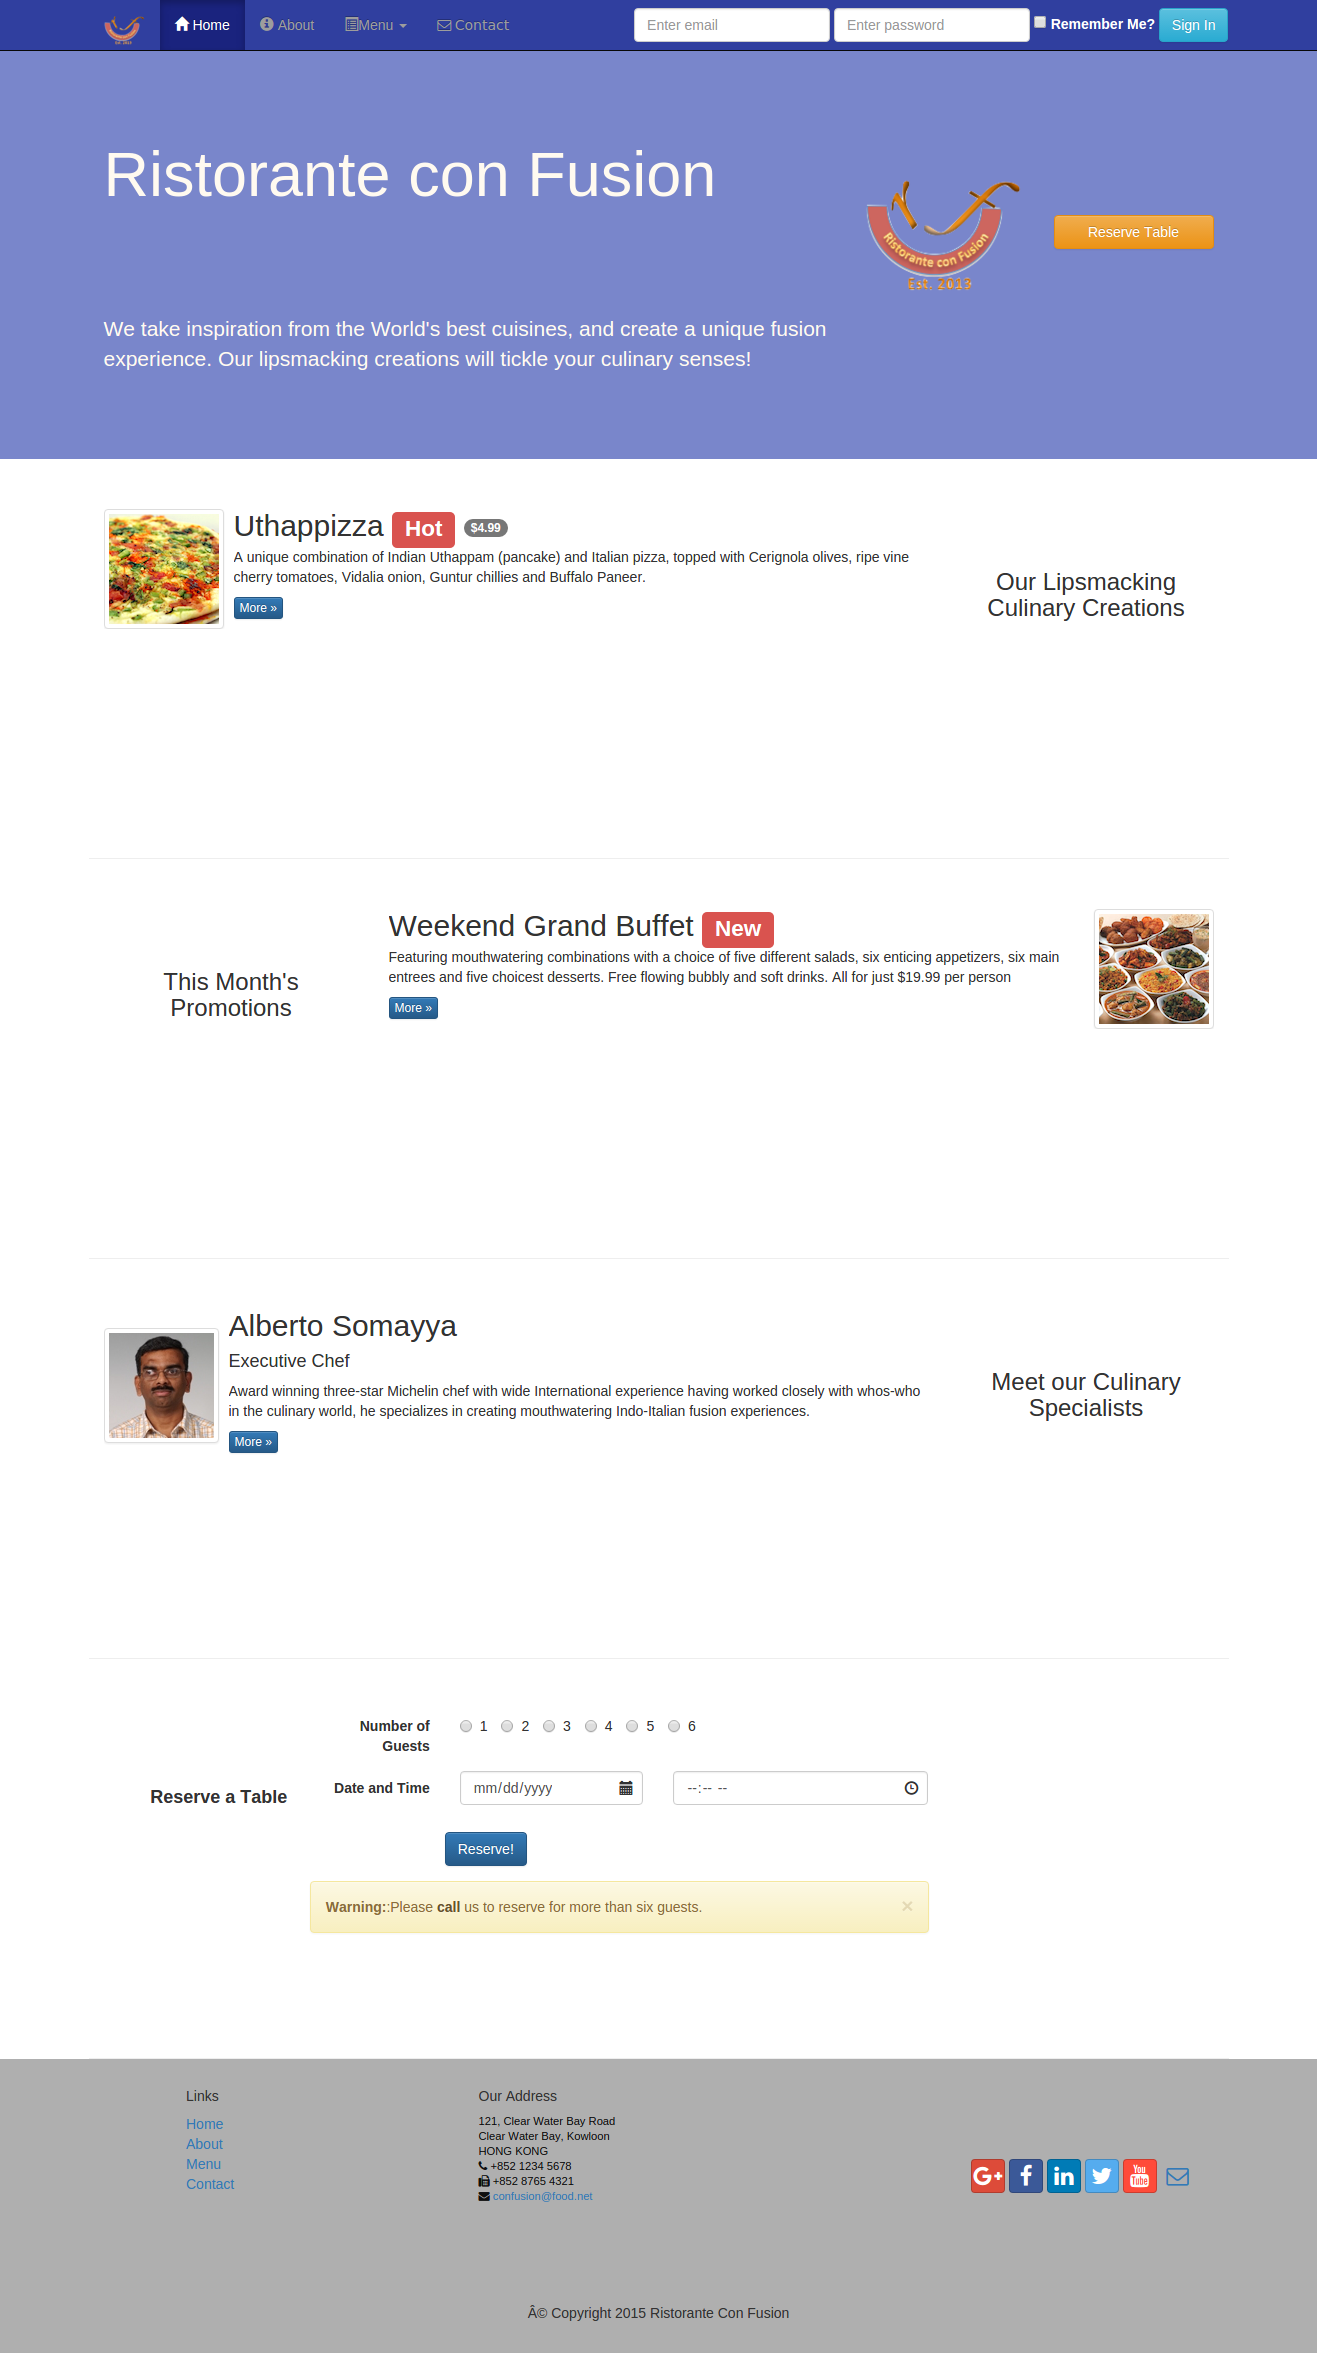 Home
About
Menu
Contact
Enter email
Enter password
Remember Me?
Sign In
Ristorante con Fusion
Ristorante con Fusion
Est. 2013
Reserve Table
We take inspiration from the World's best cuisines, and create a unique fusion
experience. Our lipsmacking creations will tickle your culinary senses!
Uthappizza Hot $4.99
A unique combination of Indian Uthappam (pancake) and Italian pizza, topped with Cerignola olives, ripe vine
cherry tomatoes, Vidalia onion, Guntur chillies and Buffalo Paneer.
More »
Our Lipsmacking
Culinary Creations
This Month's
Promotions
Weekend Grand Buffet New
Featuring mouthwatering combinations with a choice of five different salads, six enticing appetizers, six main
entrees and five choicest desserts. Free flowing bubbly and soft drinks. All for just $19.99 per person
More »
Alberto Somayya
Executive Chef
Award winning three-star Michelin chef with wide International experience having worked closely with whos-who
in the culinary world, he specializes in creating mouthwatering Indo-Italian fusion experiences.
More »
Meet our Culinary
Specialists
Reserve a Table
Number of
Guests
1 2 3 4 5 6
Date and Time
mm/dd/yyyy
--:-- --
Reserve!
Warning::Please call us to reserve for more than six guests.
×
Links
Home
About
Menu
Contact
Our Address
121, Clear Water Bay Road
Clear Water Bay, Kowloon
HONG KONG
+852 1234 5678
+852 8765 4321
confusion@food.net
G+ f in You Tube
Â© Copyright 2015 Ristorante Con Fusion